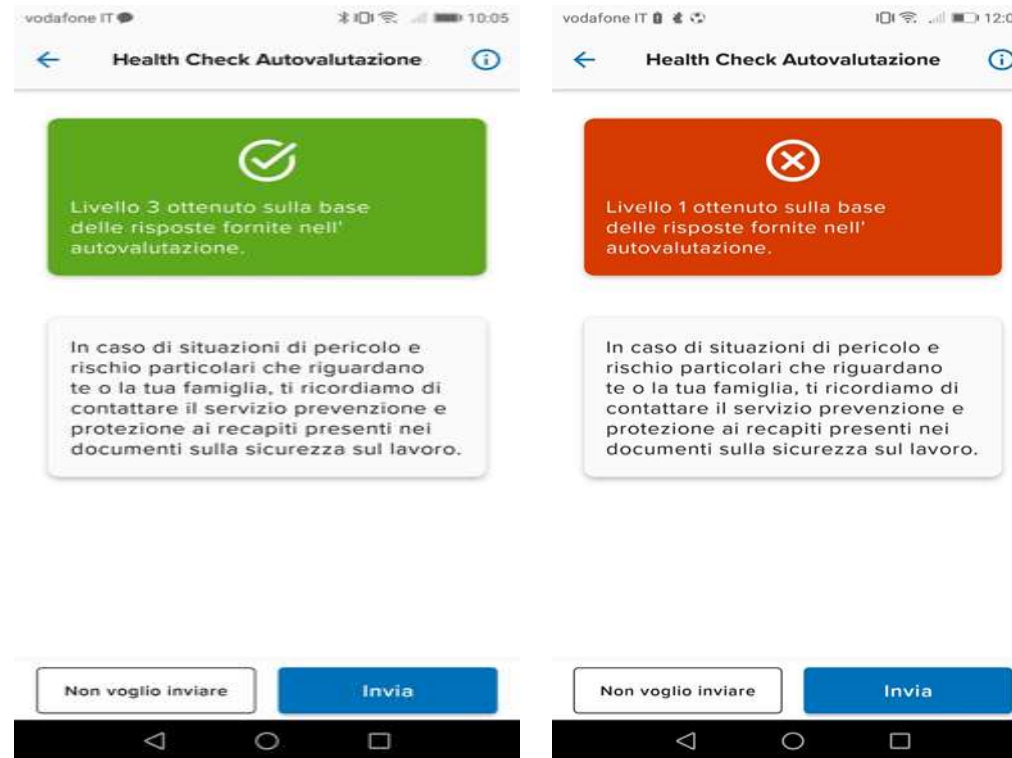 vodafone IT
10:05
Health Check Autovalutazione
Livello 3 ottenuto sulla base
delle risposte fornite nell'
autovalutazione.
In caso di situazioni di pericolo e
rischio particolari che riguardano
te o la tua famiglia, ti ricordiamo di
contattare il servizio prevenzione e
protezione ai recapiti presenti nei
documenti sulla sicurezza sul lavoro.
Non voglio inviare
Invia
vodafone IT
12:0
Health Check Autovalutazione
Livello 1 ottenuto sulla base
delle risposte fornite nell'
autovalutazione.
In caso di situazioni di pericolo e
rischio particolari che riguardano
te o la tua famiglia, ti ricordiamo di
contattare il servizio prevenzione e
protezione ai recapiti presenti nei
documenti sulla sicurezza sul lavoro.
Non voglio inviare
Invia